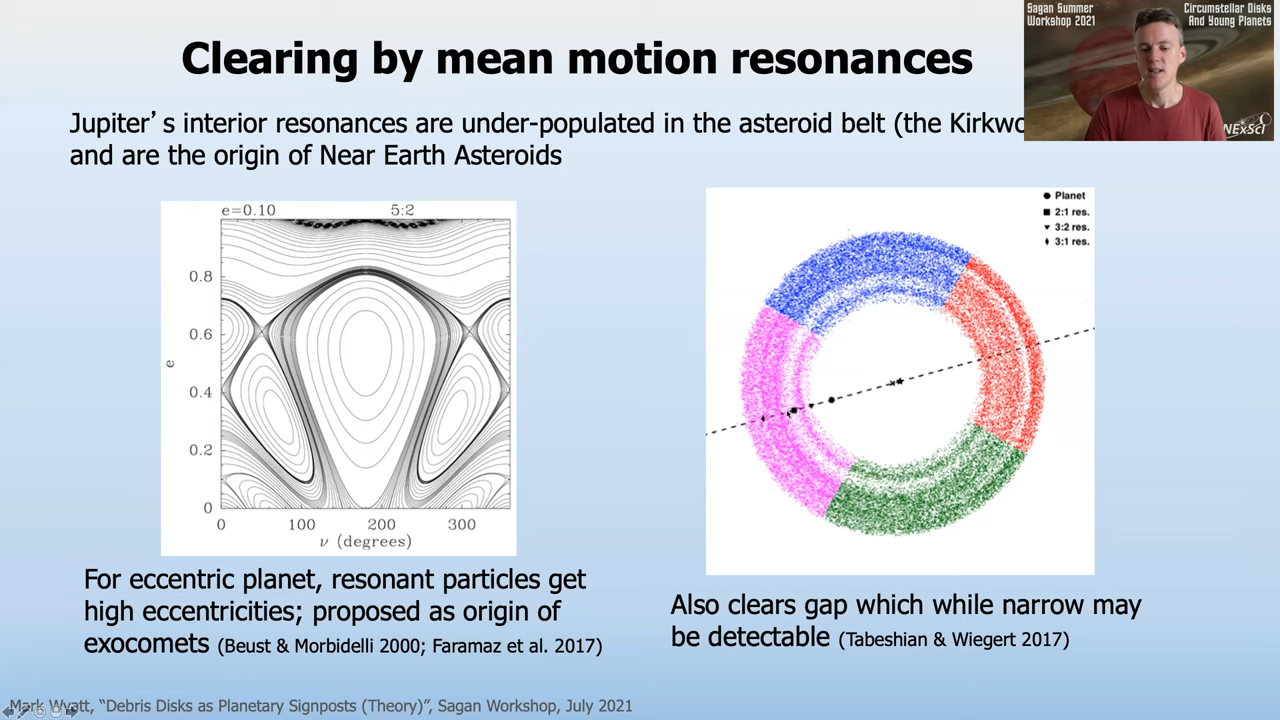 Clearing by mean motion resonances
Sagan Summer
Workshop 2021
Circumstellar Disks
And Young Planets
NExScI
Jupiter's interior resonances are under-populated in the asteroid belt (the
and are the origin of Near Earth Asteroids
e=0.10 5:2
0.8
0.6
e
0.4
0.2
0
0 100 200 300
ν (degrees)
Planet
2:1 res.
3:2 res.
3:1 res.
For eccentric planet, resonant particles get
high eccentricities; proposed as origin of
exocomets (Beust & Morbidelli 2000; Faramaz et al. 2017)
Also clears gap which while narrow may
be detectable (Tabeshian & Wiegert 2017)
Mark Wyatt, "Debris Disks as Planetary Signposts (Theory)", Sagan Workshop, July 2021